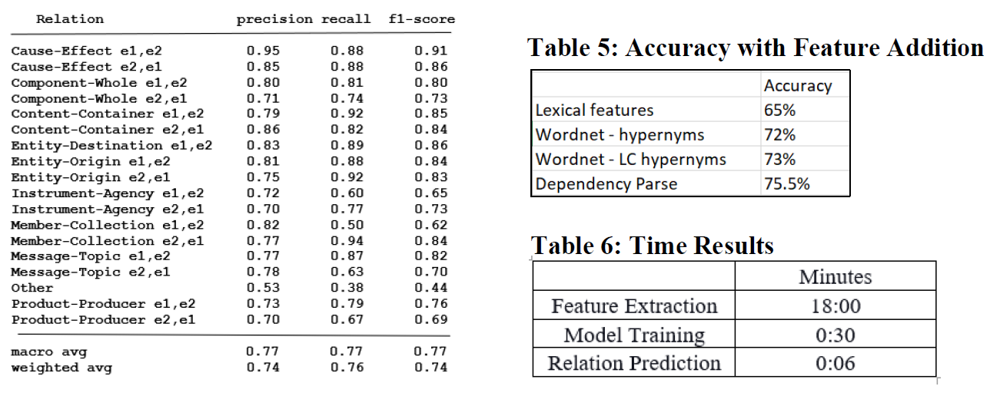 Relation precision recall f1-score
Cause-Effect e1,e2 0.95 0.88 0.91
Cause-Effect e2,e1 0.85 0.88 0.86
Component-Whole e1,e2 0.80 0.81 0.80
Component-Whole e2,e1 0.71 0.74 0.73
Content-Container e1,e2 0.79 0.92 0.85
Content-Container e2,e1 0.86 0.82 0.84
Entity-Destination e1,e2 0.83 0.89 0.86
Entity-Origin e1,e2 0.81 0.88 0.84
Entity-Origin e2,e1 0.75 0.92 0.83
Instrument-Agency e1,e2 0.72 0.60 0.65
Instrument-Agency e2,e1 0.70 0.77 0.73
Member-Collection e1,e2 0.82 0.50 0.62
Member-Collection e2,e1 0.77 0.94 0.84
Message-Topic e1,e2 0.77 0.87 0.82
Message-Topic e2,e1 0.78 0.63 0.70
Other 0.53 0.38 0.44
Product-Producer e1,e2 0.73 0.79 0.76
Product-Producer e2,e1 0.70 0.67 0.69
macro avg 0.77 0.77 0.77
weighted avg 0.74 0.76 0.74
Table 5: Accuracy with Feature Addition
Accuracy
Lexical features 65%
Wordnet - hypernyms 72%
Wordnet - LC hypernyms 73%
Dependency Parse 75.5%
Table 6: Time Results
Minutes
Feature Extraction 18:00
Model Training 0:30
Relation Prediction 0:06